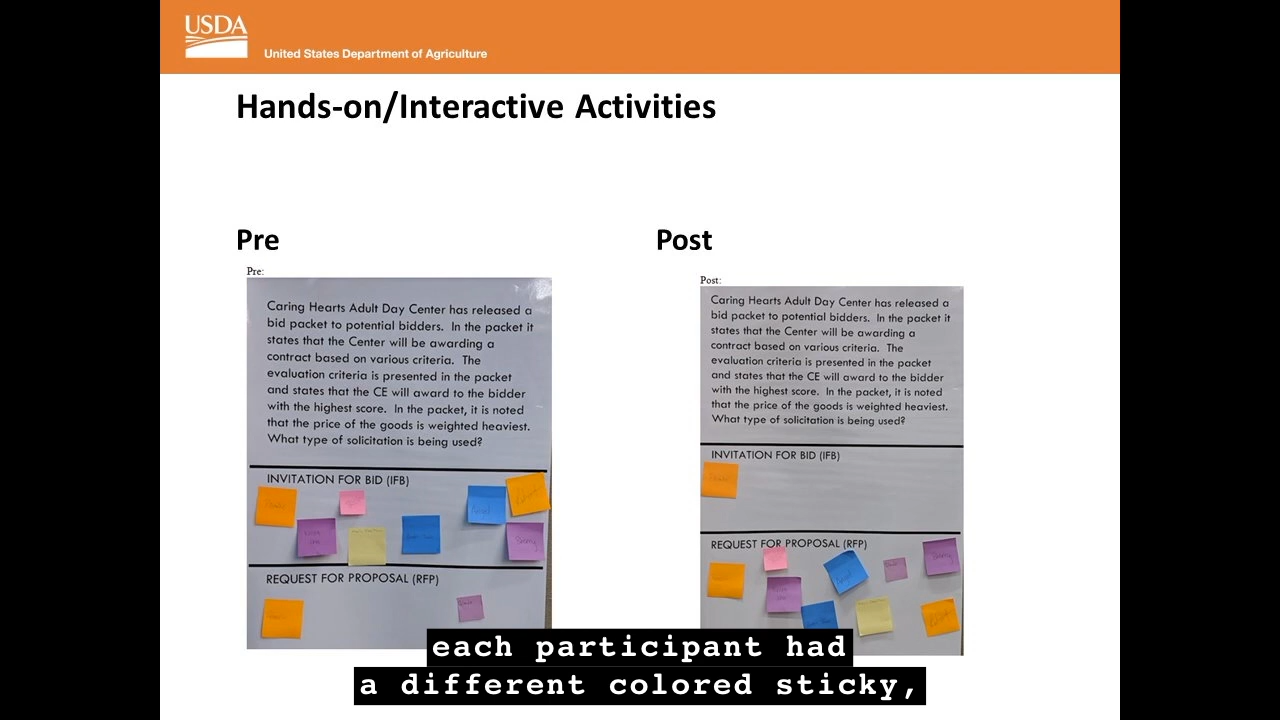 USDA
United States Department of Agriculture
Hands-on/Interactive Activities
Pre
Pre:
Caring Hearts Adult Day Center has released a
bid packet to potential bidders. In the packet it
states that the Center will be awarding a
contract based on various criteria. The
evaluation criteria is presented in the packet
and states that the CE will award to the bidder
with the highest score. In the packet, it is noted
that the price of the goods is weighted heaviest.
What type of solicitation is being used?
INVITATION FOR BID (IFB)
Sherry
REQUEST FOR PROPOSAL (RFP)
Post
Post:
Caring Hearts Adult Day Center has released a
bid packet to potential bidders. In the packet it
states that the Center will be awarding a
contract based on various criteria. The
evaluation criteria is presented in the packet
and states that the CE will award to the bidder
with the highest score. In the packet, it is noted
that the price of the goods is weighted heaviest.
What type of solicitation is being used?
INVITATION FOR BID (IFB)
REQUEST FOR PROPOSAL (RFP)
Sherry
each participant had
a different colored sticky,